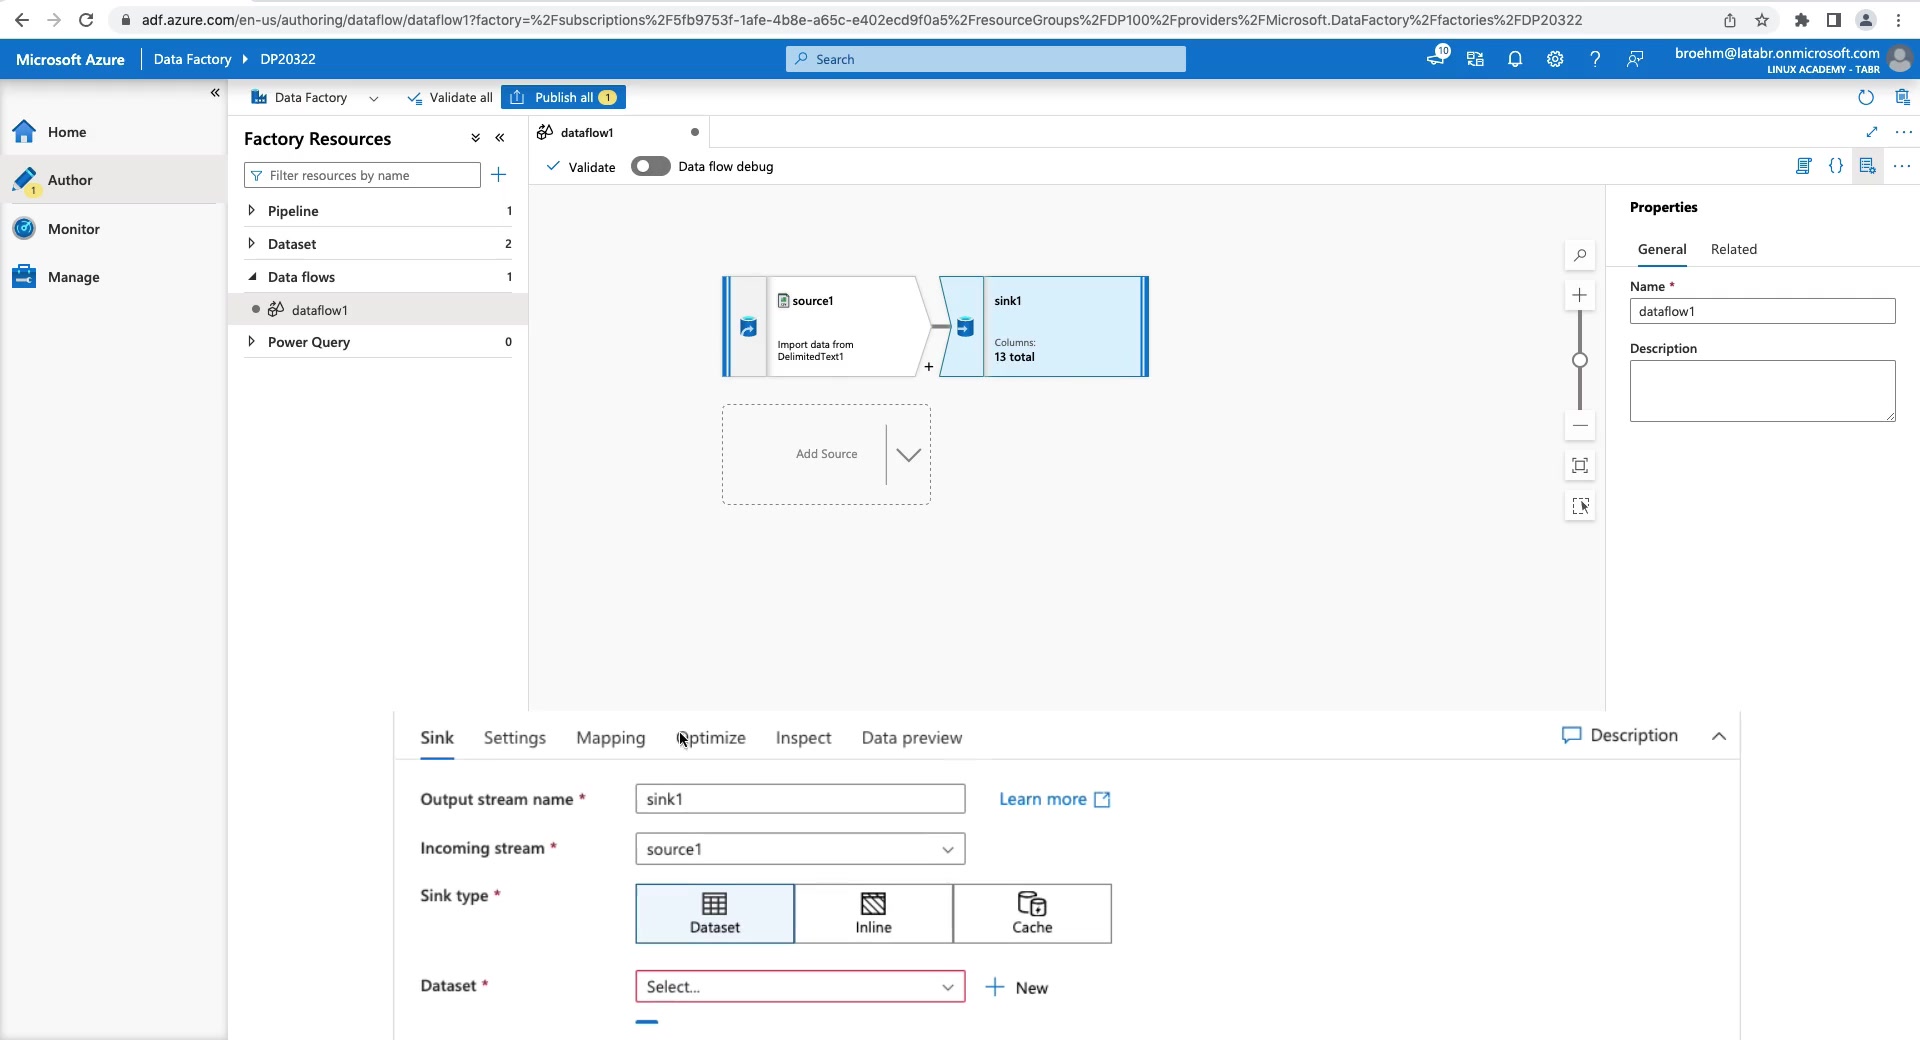 adf.azure.com/en-us/authoring/dataflow/dataflow1?factory=%2Fsubscriptions%2F5fb9753f-1afe-4b8e-a65c-e402ecd9f0a5%2FresourceGroups%2FDP100%2Fproviders%2FMicrosoft.DataFactory%2Ffactories%2FDP20322
Microsoft Azure
Data Factory
DP20322
Search
10
broehm@latabr.onmicrosoft.com
LINUX ACADEMY - TABR
Home
Author
1
Monitor
Manage
Data Factory
Validate all
Publish all
1
Factory Resources
Filter resources by name
Pipeline 1
Dataset 2
Data flows 1
dataflow1
Power Query 0
dataflow1
Validate
Data flow debug
source1
Import data from
DelimitedText1
sink1
Columns:
13 total
Add Source
Properties
General
Related
Name *
dataflow1
Description
Sink
Settings
Mapping
Optimize
Inspect
Data preview
Description
Output stream name *
sink1
Learn more
Incoming stream *
source1
Sink type *
Dataset
Inline
Cache
Dataset *
Select...
New